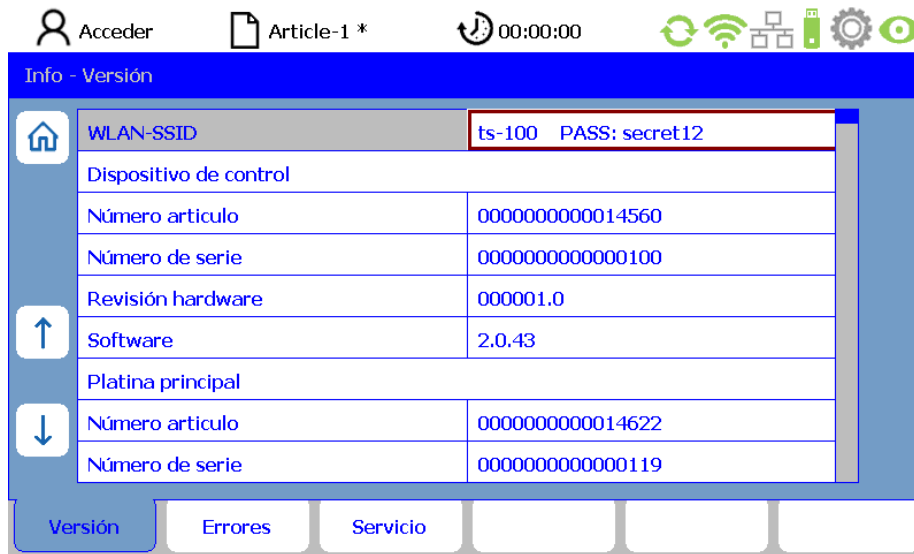 Acceder Article-1 * 00:00:00
Info - Versión
WLAN-SSID ts-100 PASS: secret12
Dispositivo de control
Número articulo 0000000000014560
Número de serie 0000000000000100
Revisión hardware 000001.0
Software 2.0.43
Platina principal
Número articulo 0000000000014622
Número de serie 0000000000000119
Versión Errores Servicio